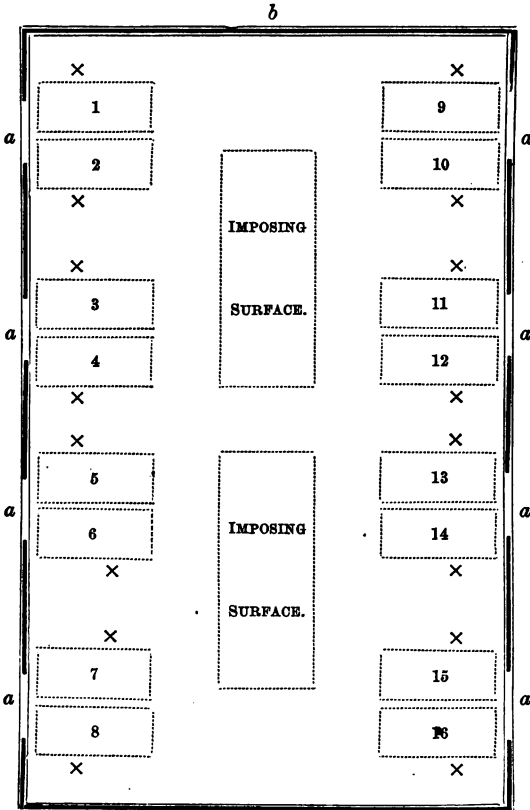 b
× ×
1 9
a a
2 IMPOSING 10
× ×
× ×
3 SURFACE. 11
a a
4 12
× ×
× ×
5 13
a a
6 IMPOSING 14
× ×
SURFACE.
× ×
7 15
a a
8 16
× ×